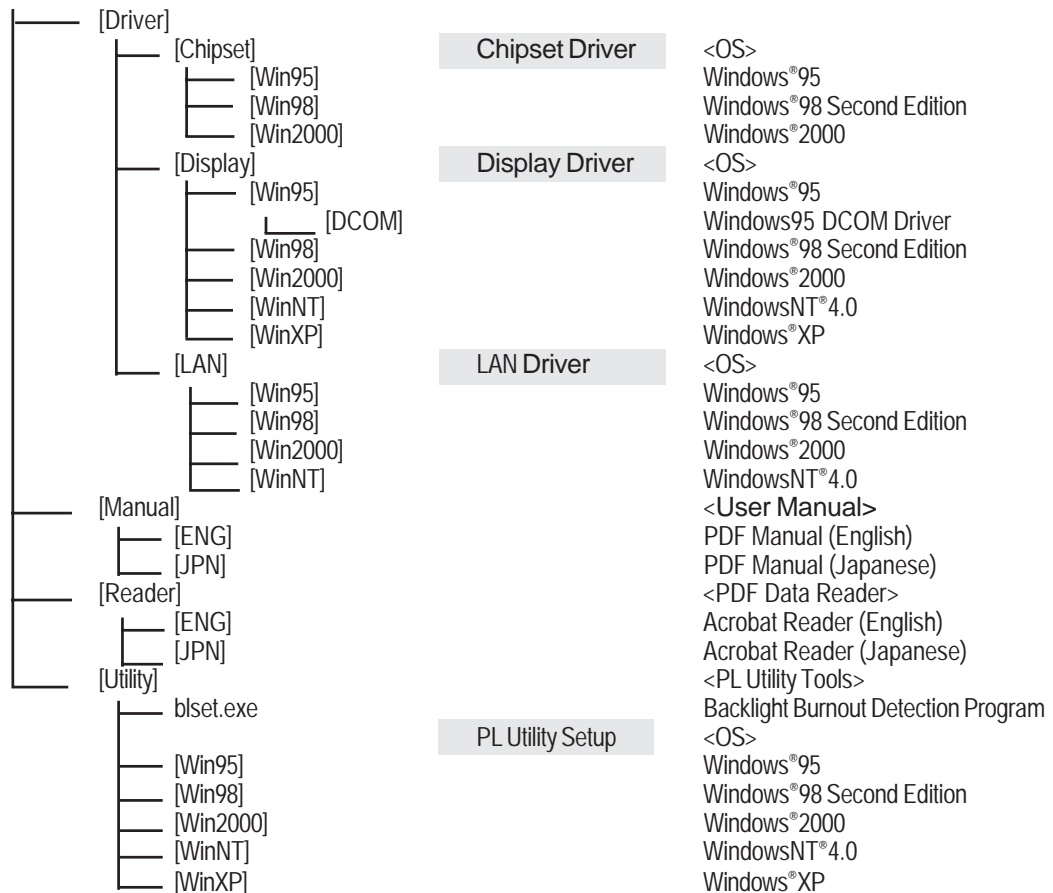 [Driver]
[Chipset] Chipset Driver <OS>
[Win95] Windows®95
[Win98] Windows®98 Second Edition
[Win2000] Windows®2000
[Display] Display Driver <OS>
[Win95] Windows®95
[DCOM] Windows95 DCOM Driver
[Win98] Windows®98 Second Edition
[Win2000] Windows®2000
[WinNT] WindowsNT®4.0
[WinXP] Windows®XP
[LAN] LAN Driver <OS>
[Win95] Windows®95
[Win98] Windows®98 Second Edition
[Win2000] Windows®2000
[WinNT] WindowsNT®4.0
[Manual] <User Manual>
[ENG] PDF Manual (English)
[JPN] PDF Manual (Japanese)
[Reader] <PDF Data Reader>
[ENG] Acrobat Reader (English)
[JPN] Acrobat Reader (Japanese)
[Utility] <PL Utility Tools>
blset.exe Backlight Burnout Detection Program
PL Utility Setup <OS>
[Win95] Windows®95
[Win98] Windows®98 Second Edition
[Win2000] Windows®2000
[WinNT] WindowsNT®4.0
[WinXP] Windows®XP